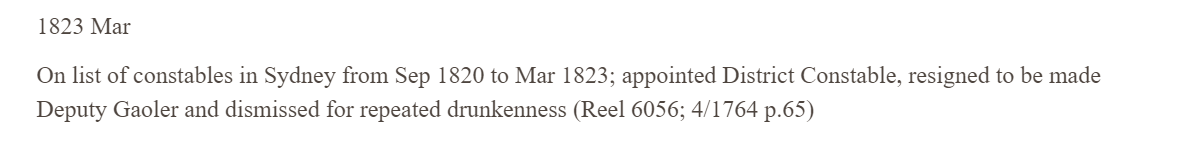 1823 Mar
On list of constables in Sydney from Sep 1820 to Mar 1823; appointed District Constable, resigned to be made
Deputy Gaoler and dismissed for repeated drunkenness (Reel 6056; 4/1764 p.65)